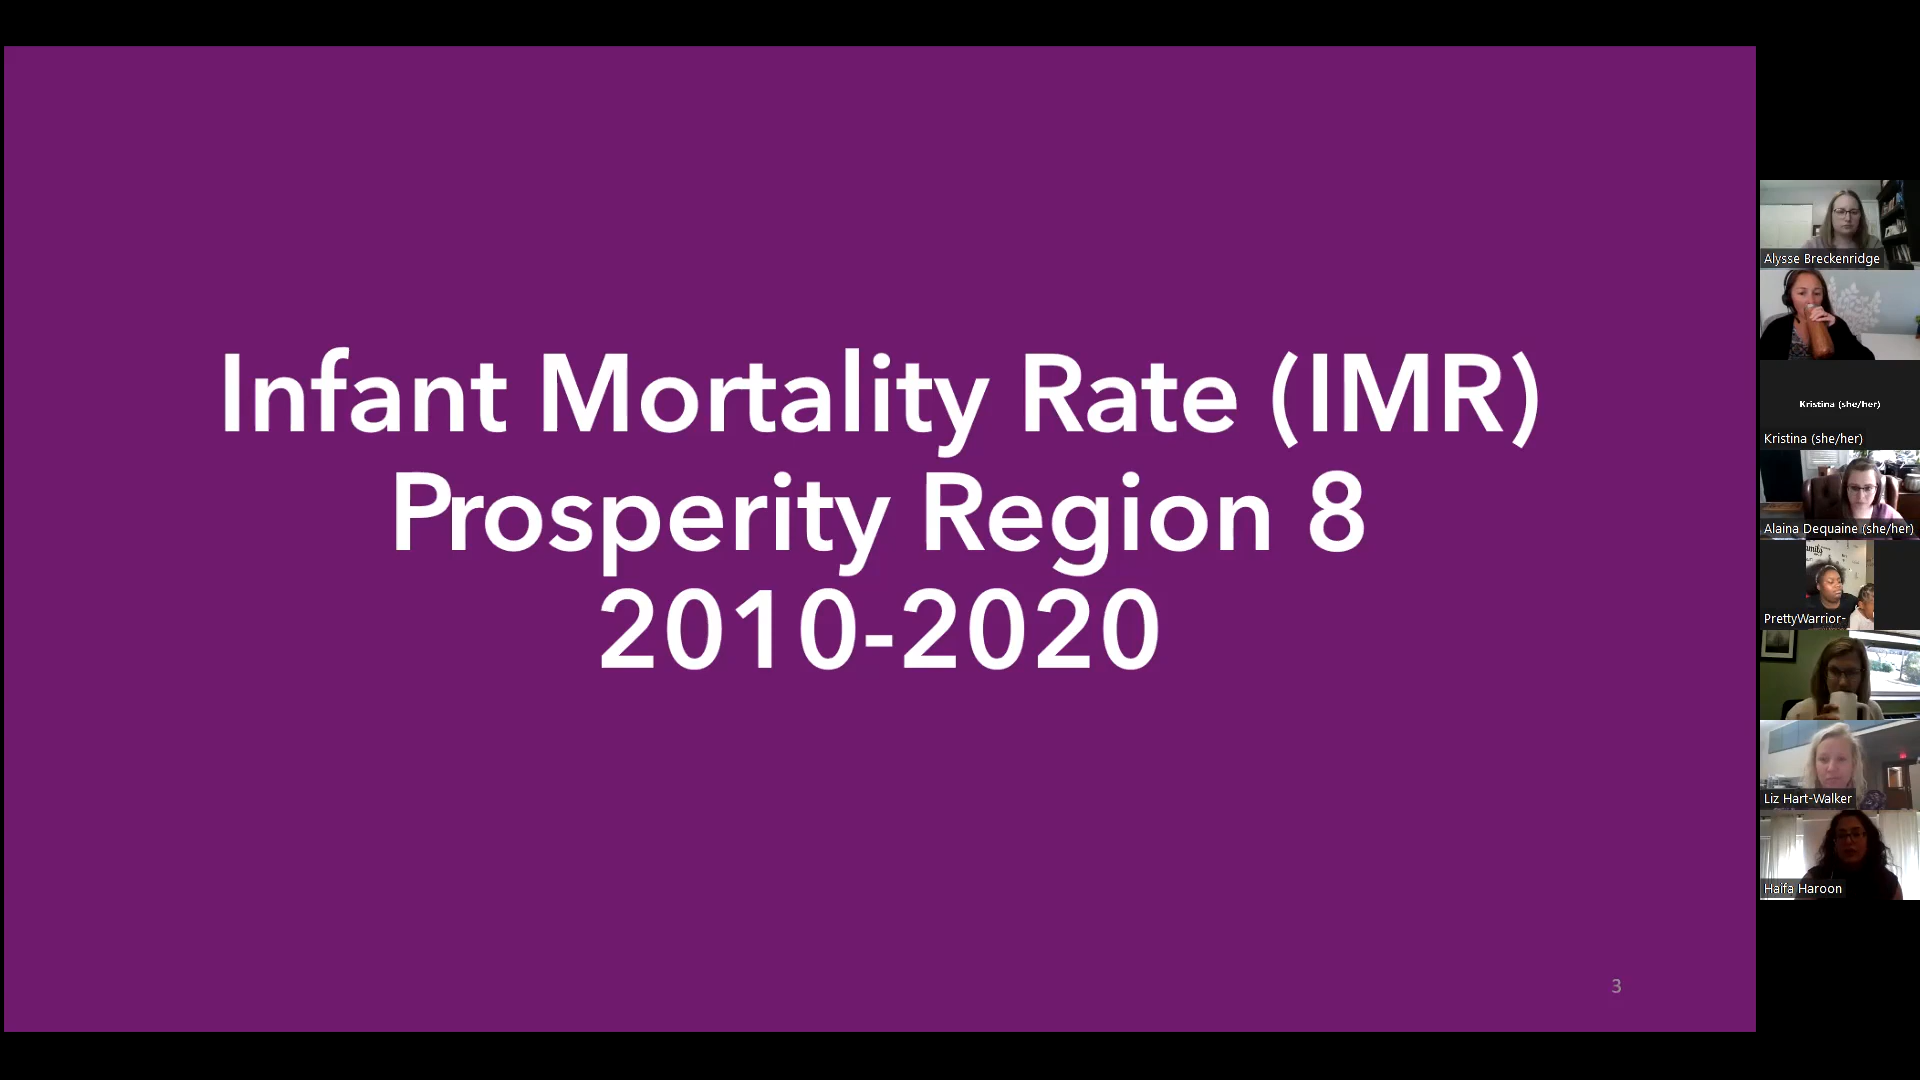 Infant Mortality Rate (IMR)
Prosperity Region 8
2010-2020
3
Alysse Breckenridge
Kristina (she/her)
Kristina (she/her)
Alaina Dequaine (she/her)
PrettyWarrior-
Liz Hart-Walker
Haifa Haroon